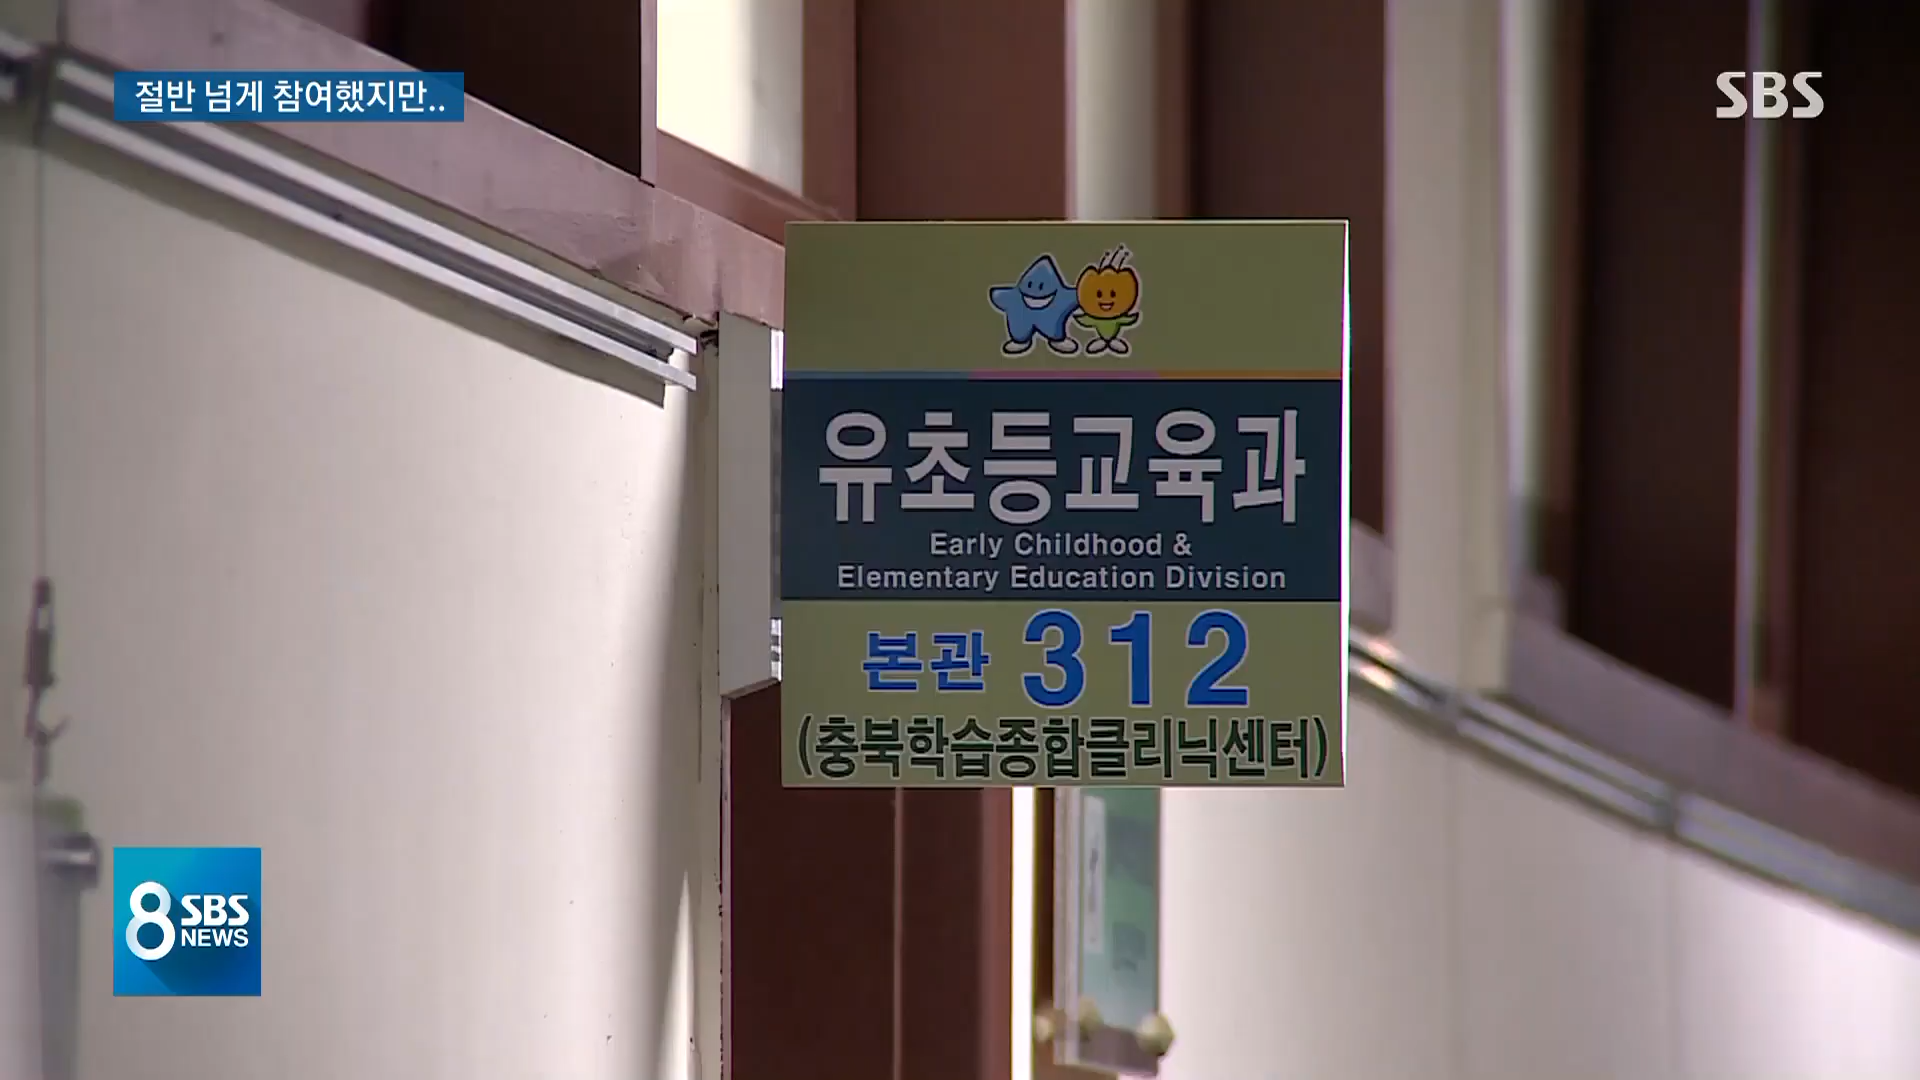 절반 넘게 참여했지만..
SBS
유초등교육과
Early Childhood &
Elementary Education Division
본관 312
(충북학습종합클리닉센터)
8 SBS
NEWS